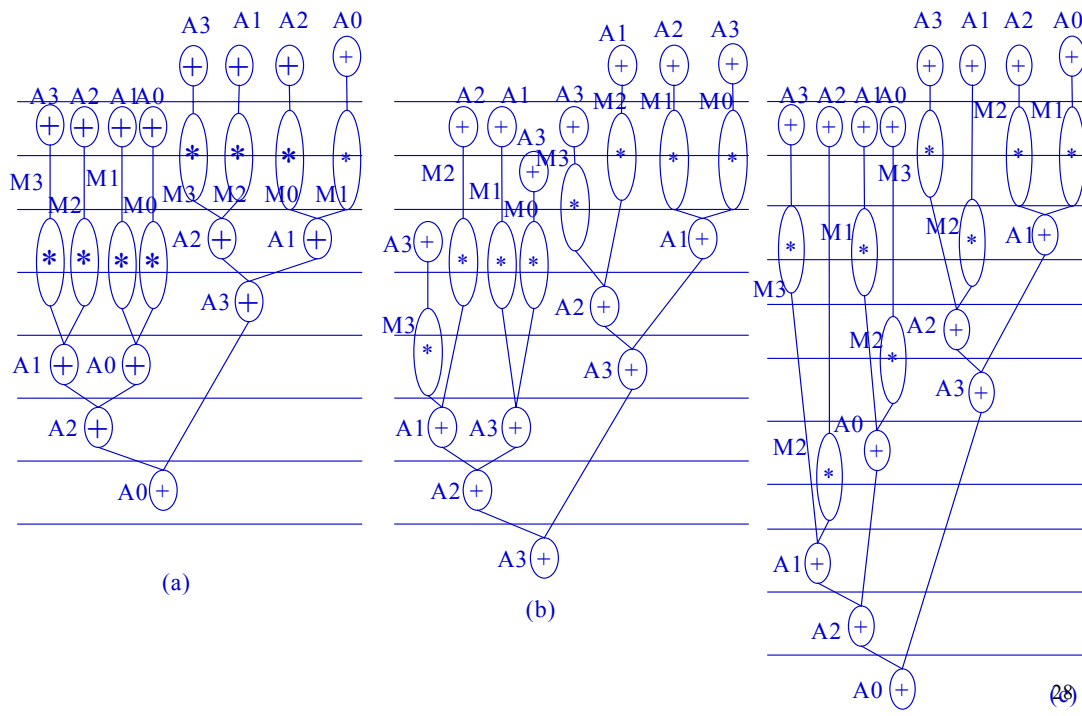 A3 A1 A2 A0
+ + + +
A3 A2 A1 A0
+ + + +
* * * *
M3 M1 M3 M2 M0 M1
M2 M0
A2 + A1 +
* * * *
A3 +
A1 + A0 +
A2 +
A0 +
(a)
A1 A2 A3
+ + +
A2 A1 A3 M2 M1 M0
+ + +
A3
M2 M3 + * * *
M1 M0 *
A3 + A1 +
* * *
A2 +
M3 *
A3 +
A1 + A3 +
A2 +
A3 +
(b)
A3 A1 A2 A0
+ + + +
A3 A2 A1 A0 M2 M1
+ + + +
M3 * * *
M1 M2 A1 +
* * *
M3
A2 +
M2 *
A3 +
A0 +
M2 *
A1 +
A2 +
A0 +
(c)
28